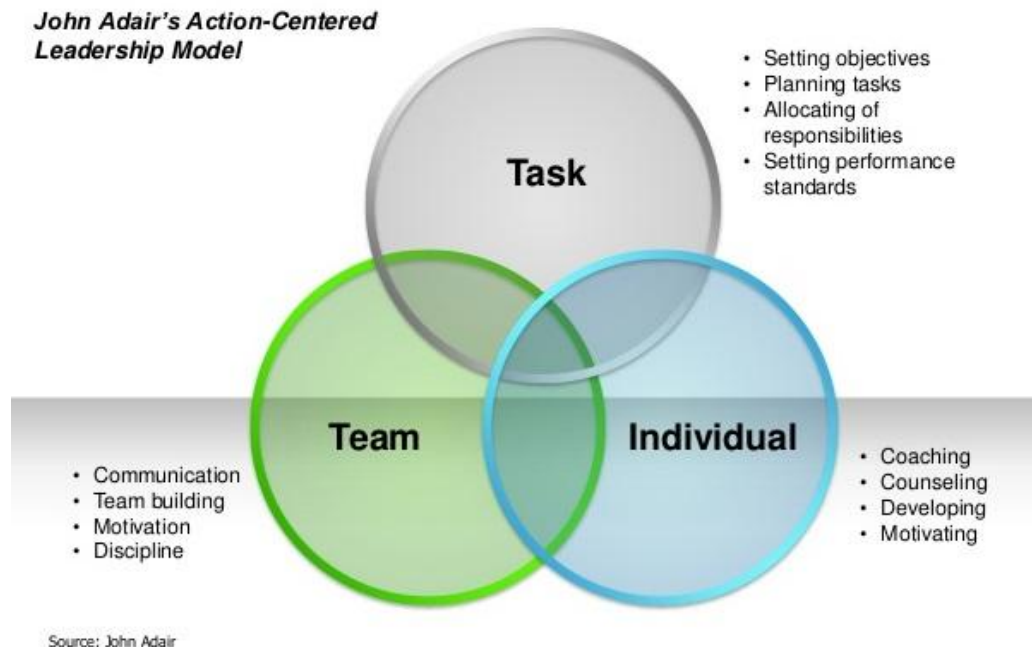 John Adair's Action-Centered
Leadership Model
• Setting objectives
• Planning tasks
• Allocating of
responsibilities
• Setting performance
standards
Task
Team
Individual
• Communication
• Team building
• Motivation
• Discipline
• Coaching
• Counseling
• Developing
• Motivating
Source: John Adair